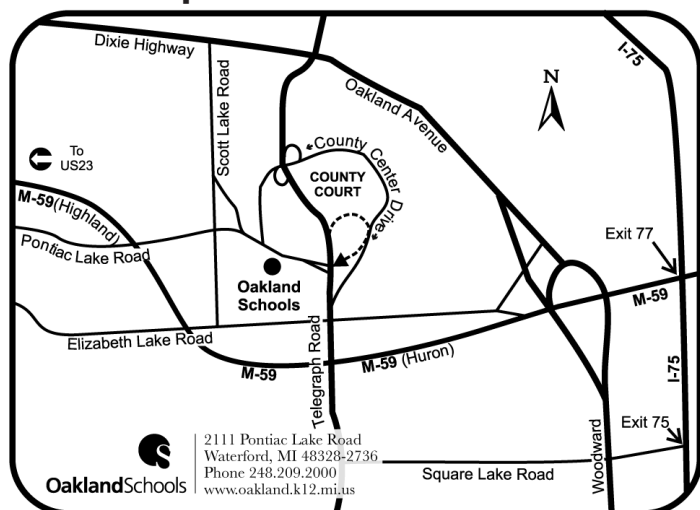 Dixie Highway
I-75
N
Oakland Avenue
Scott Lake Road
County Center Drive
To
US23
COUNTY
COURT
M-59(Highland)
Pontiac Lake Road
Exit 77
Oakland
Schools
M-59
Elizabeth Lake Road
Telegraph Road
M-59 (Huron)
M-59
I-75
Exit 75
Woodward
Square Lake Road
OaklandSchools
2111 Pontiac Lake Road
Waterford, MI 48328-2736
Phone 248.209.2000
www.oakland.k12.mi.us